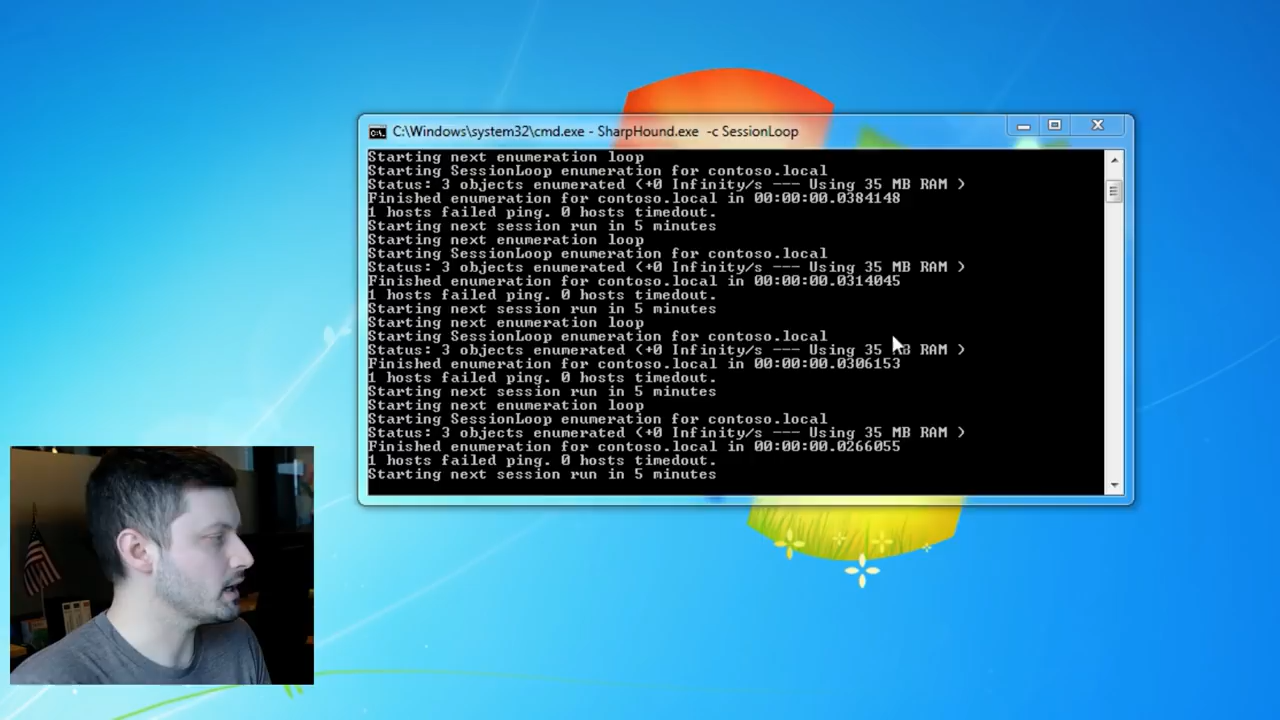 C:\Windows\system32\cmd.exe - SharpHound.exe  -c SessionLoop
Starting next enumeration loop
Starting SessionLoop enumeration for contoso.local
Status: 3 objects enumerated (+0 Infinity/s --- Using 35 MB RAM )
Finished enumeration for contoso.local in 00:00:00.0384148
1 hosts failed ping. 0 hosts timedout.
Starting next session run in 5 minutes
Starting next enumeration loop
Starting SessionLoop enumeration for contoso.local
Status: 3 objects enumerated (+0 Infinity/s --- Using 35 MB RAM )
Finished enumeration for contoso.local in 00:00:00.0314045
1 hosts failed ping. 0 hosts timedout.
Starting next session run in 5 minutes
Starting next enumeration loop
Starting SessionLoop enumeration for contoso.local
Status: 3 objects enumerated (+0 Infinity/s --- Using 35 MB RAM )
Finished enumeration for contoso.local in 00:00:00.0306153
1 hosts failed ping. 0 hosts timedout.
Starting next session run in 5 minutes
Starting next enumeration loop
Starting SessionLoop enumeration for contoso.local
Status: 3 objects enumerated (+0 Infinity/s --- Using 35 MB RAM )
Finished enumeration for contoso.local in 00:00:00.0266055
1 hosts failed ping. 0 hosts timedout.
Starting next session run in 5 minutes